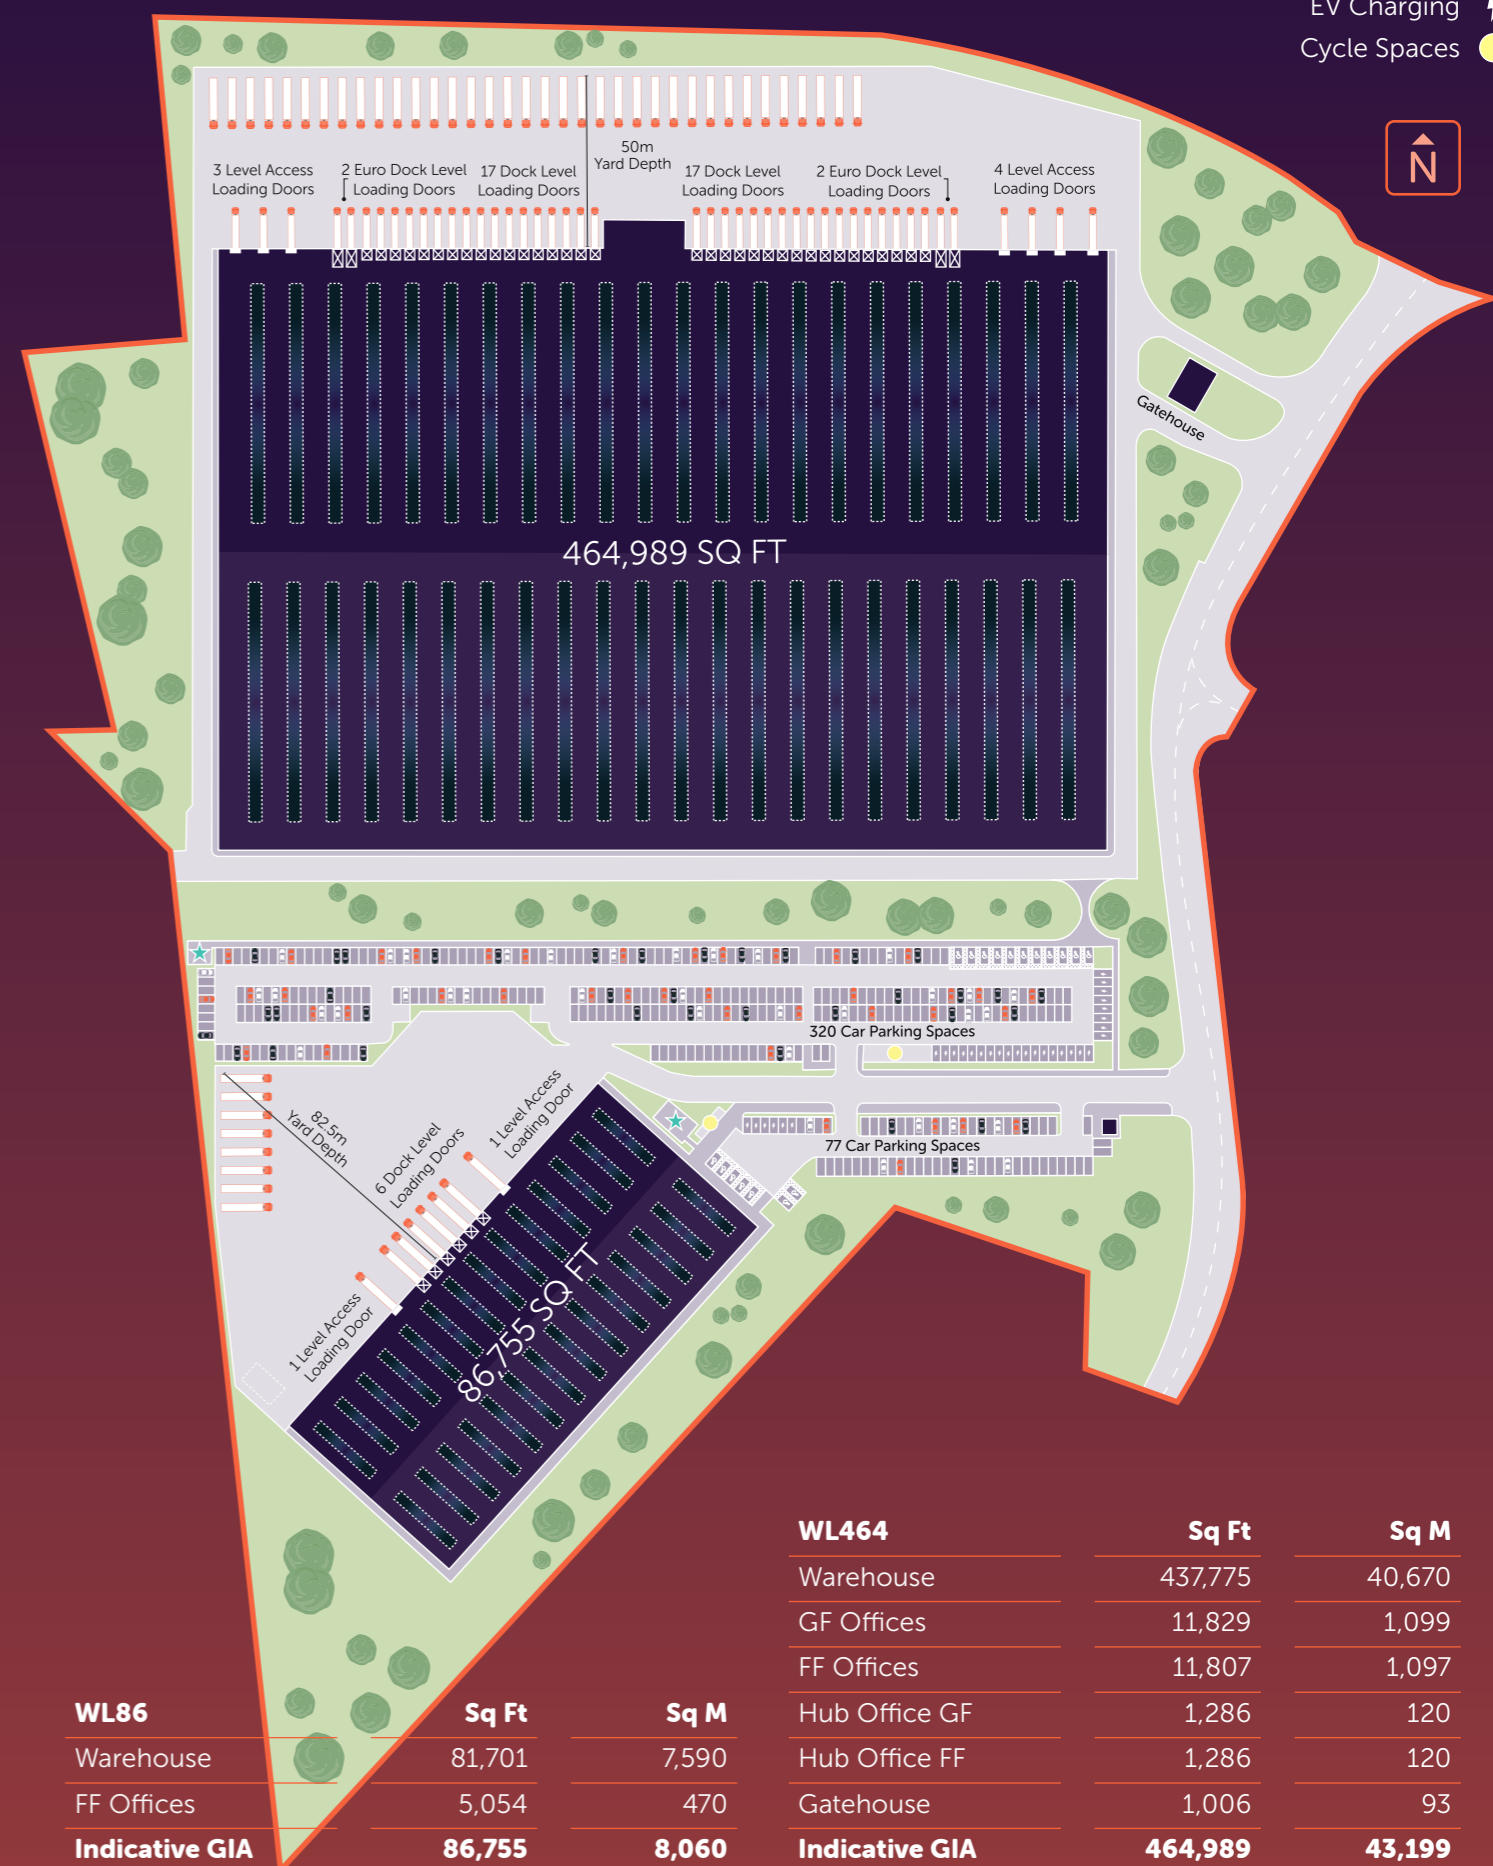 EV Charging
Cycle Spaces
N
50m
Yard Depth
3 Level Access
Loading Doors
2 Euro Dock Level
Loading Doors
17 Dock Level
Loading Doors
17 Dock Level
Loading Doors
2 Euro Dock Level
Loading Doors
4 Level Access
Loading Doors
Gatehouse
464,989 SQ FT
320 Car Parking Spaces
77 Car Parking Spaces
82.5m
Yard Depth
1 Level Access
Loading Door
6 Dock Level
Loading Doors
1 Level Access
Loading Door
86,755 SQ FT
WL464 Sq Ft Sq M
Warehouse 437,775 40,670
GF Offices 11,829 1,099
FF Offices 11,807 1,097
Hub Office GF 1,286 120
Hub Office FF 1,286 120
Gatehouse 1,006 93
Indicative GIA 464,989 43,199
WL86 Sq Ft Sq M
Warehouse 81,701 7,590
FF Offices 5,054 470
Indicative GIA 86,755 8,060